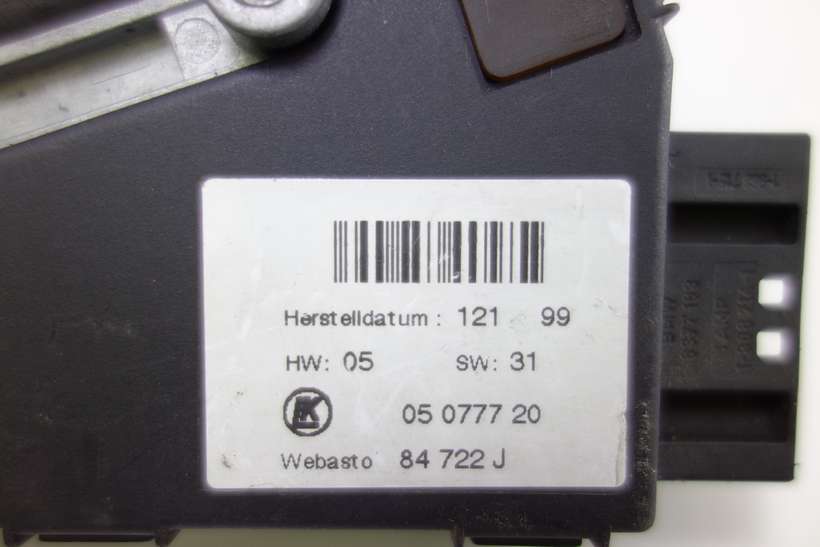 Herstelldatum: 121 99
HW: 05 SW: 31
K
05 0777 20
Webasto 84 722 J